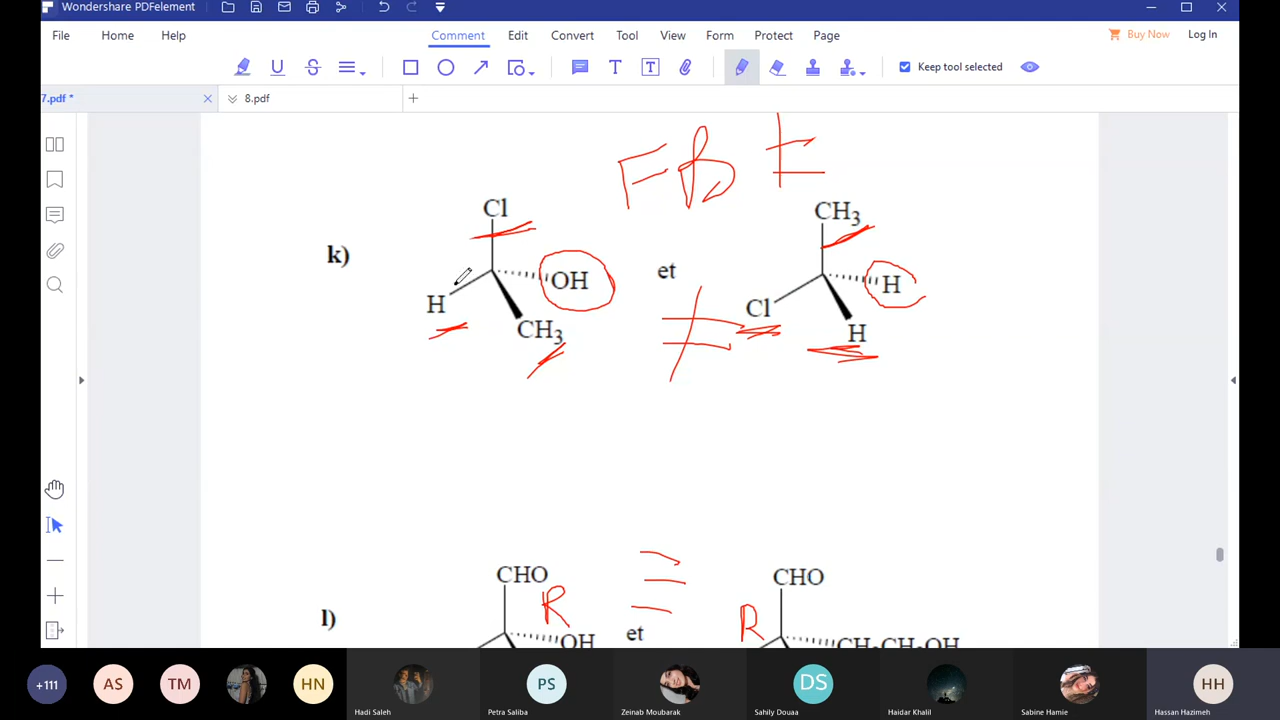 Wondershare PDFelement
File Home Help Comment Edit Convert Tool View Form Protect Page Buy Now Log In
Keep tool selected
7.pdf * 8.pdf
Cl CH3
k) OH et H
H CH3 Cl H
CHO CHO
R R
l) OH et CH2CH2OH
+111 AS TM HN PS DS HH
Hadi Saleh Petra Saliba Zeinab Moubarak Sahily Douaa Haidar Khalil Sabine Hamie Hassan Hazimeh